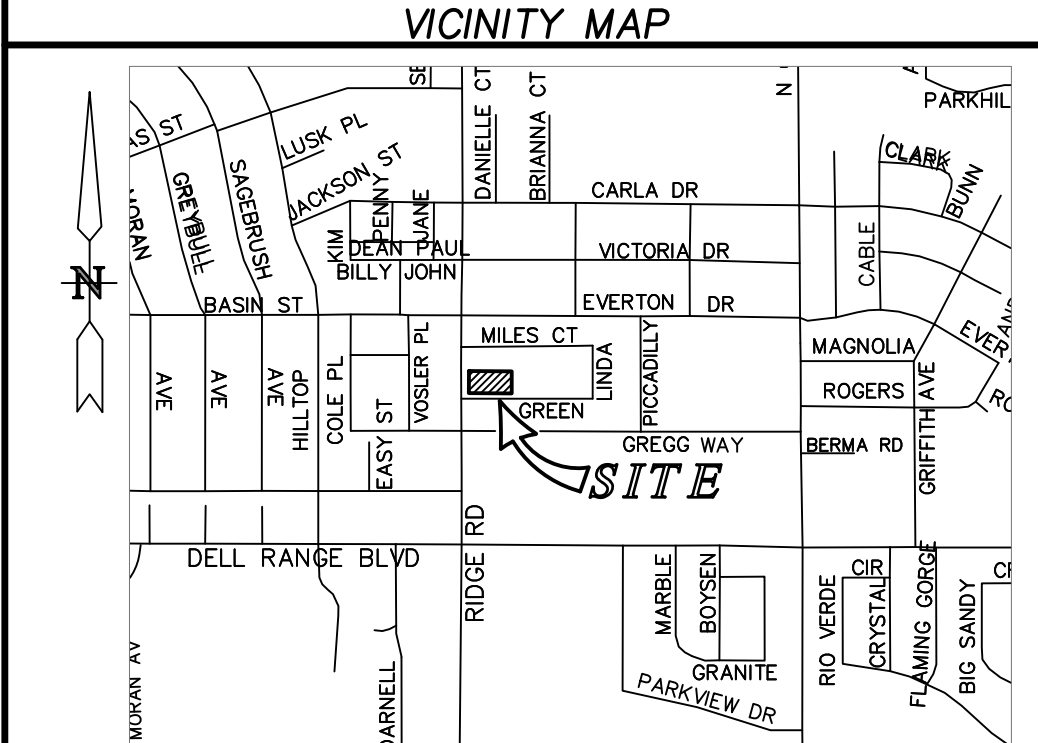 VICINITY MAP
N
SITE
DANIELLE CT
BRIANNA CT
N
PARKHIL
AS ST
LUSK PL
CLARK
BUNN
JACKSON ST
SAGEBRUSH
GREYBULL
MORAN
PENNY
JANE
CARLA DR
KIM
DEAN PAUL
VICTORIA DR
CABLE
BILLY JOHN
BASIN ST
EVERTON DR
MILES CT
MAGNOLIA
AVE
AVE
AVE
HILLTOP
COLE PL
VOSLER PL
LINDA
PICCADILLY
ROGERS
GRIFFITH AVE
GREEN
EASY ST
GREGG WAY
BERMA RD
RIDGE RD
DELL RANGE BLVD
MARBLE
BOYSEN
RIO VERDE
CIR
CRYSTAL
FLAMING GORGE
BIG SANDY
GRANITE
PARKVIEW DR
MORAN AV
DARNELL